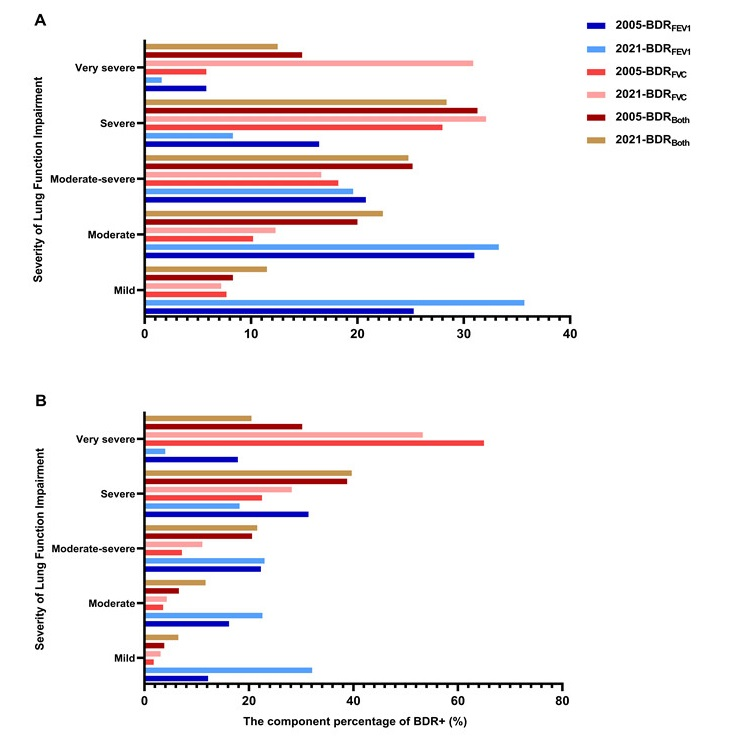 A
2005-BDRFEV1
2021-BDRFEV1
2005-BDRFVC
2021-BDRFVC
2005-BDRBoth
2021-BDRBoth
Severity of Lung Function Impairment
Very severe
Severe
Moderate-severe
Moderate
Mild
0 10 20 30 40
B
Severity of Lung Function Impairment
Very severe
Severe
Moderate-severe
Moderate
Mild
0 20 40 60 80
The component percentage of BDR+ (%)